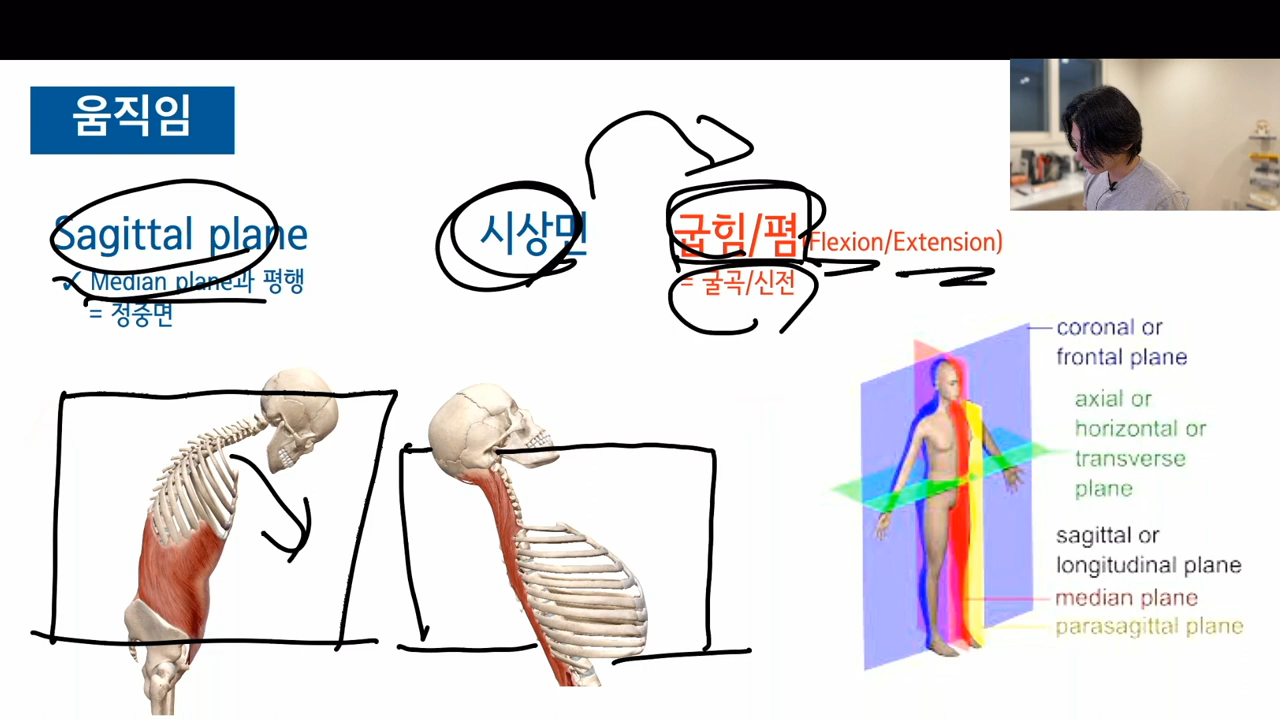 움직임
Sagittal plane
✓ Median plane과 평행
= 정중면
시상면
굽힘/폄(Flexion/Extension)
= 굴곡/신전
coronal or
frontal plane
axial or
horizontal or
transverse
plane
sagittal or
longitudinal plane
median plane
parasagittal plane